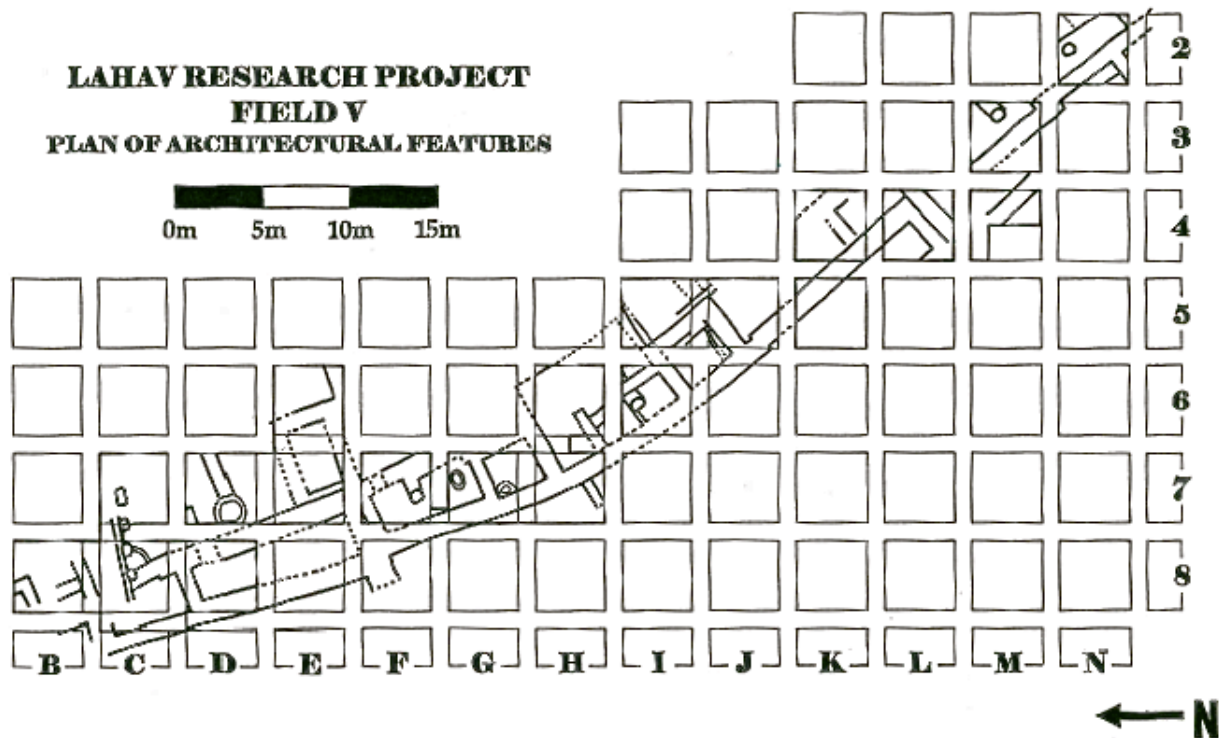 LAHAV RESEARCH PROJECT
FIELD V
PLAN OF ARCHITECTURAL FEATURES
0m 5m 10m 15m
2
3
4
5
6
7
8
B C D E F G H I J K L M N
N